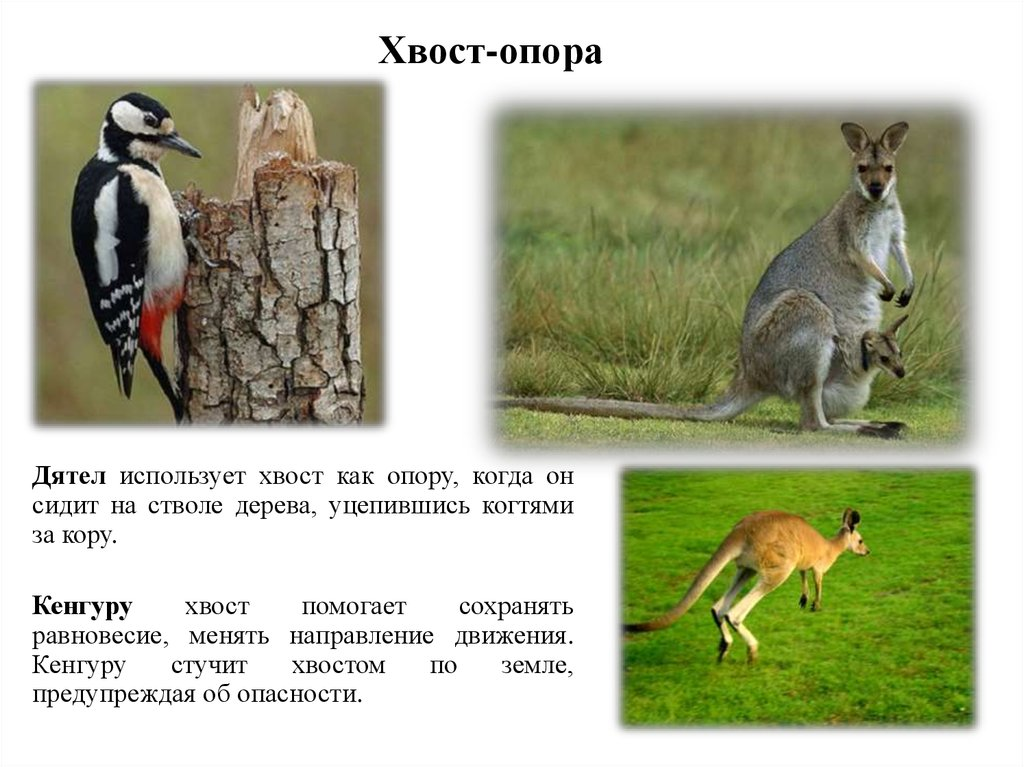 Хвост-опора
Дятел использует хвост как опору, когда он
сидит на стволе дерева, уцепившись когтями
за кору.
Кенгуру хвост помогает сохранять
равновесие, менять направление движения.
Кенгуру стучит хвостом по земле,
предупреждая об опасности.